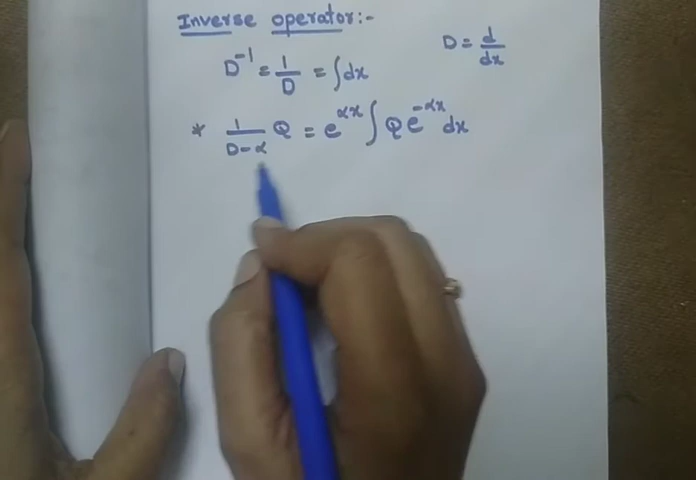 Inverse operator:-
D⁻¹ = 1/D = ∫dx    D = d/dx
* 1/(D-α) Q = e^(αx) ∫ Q e^(-αx) dx